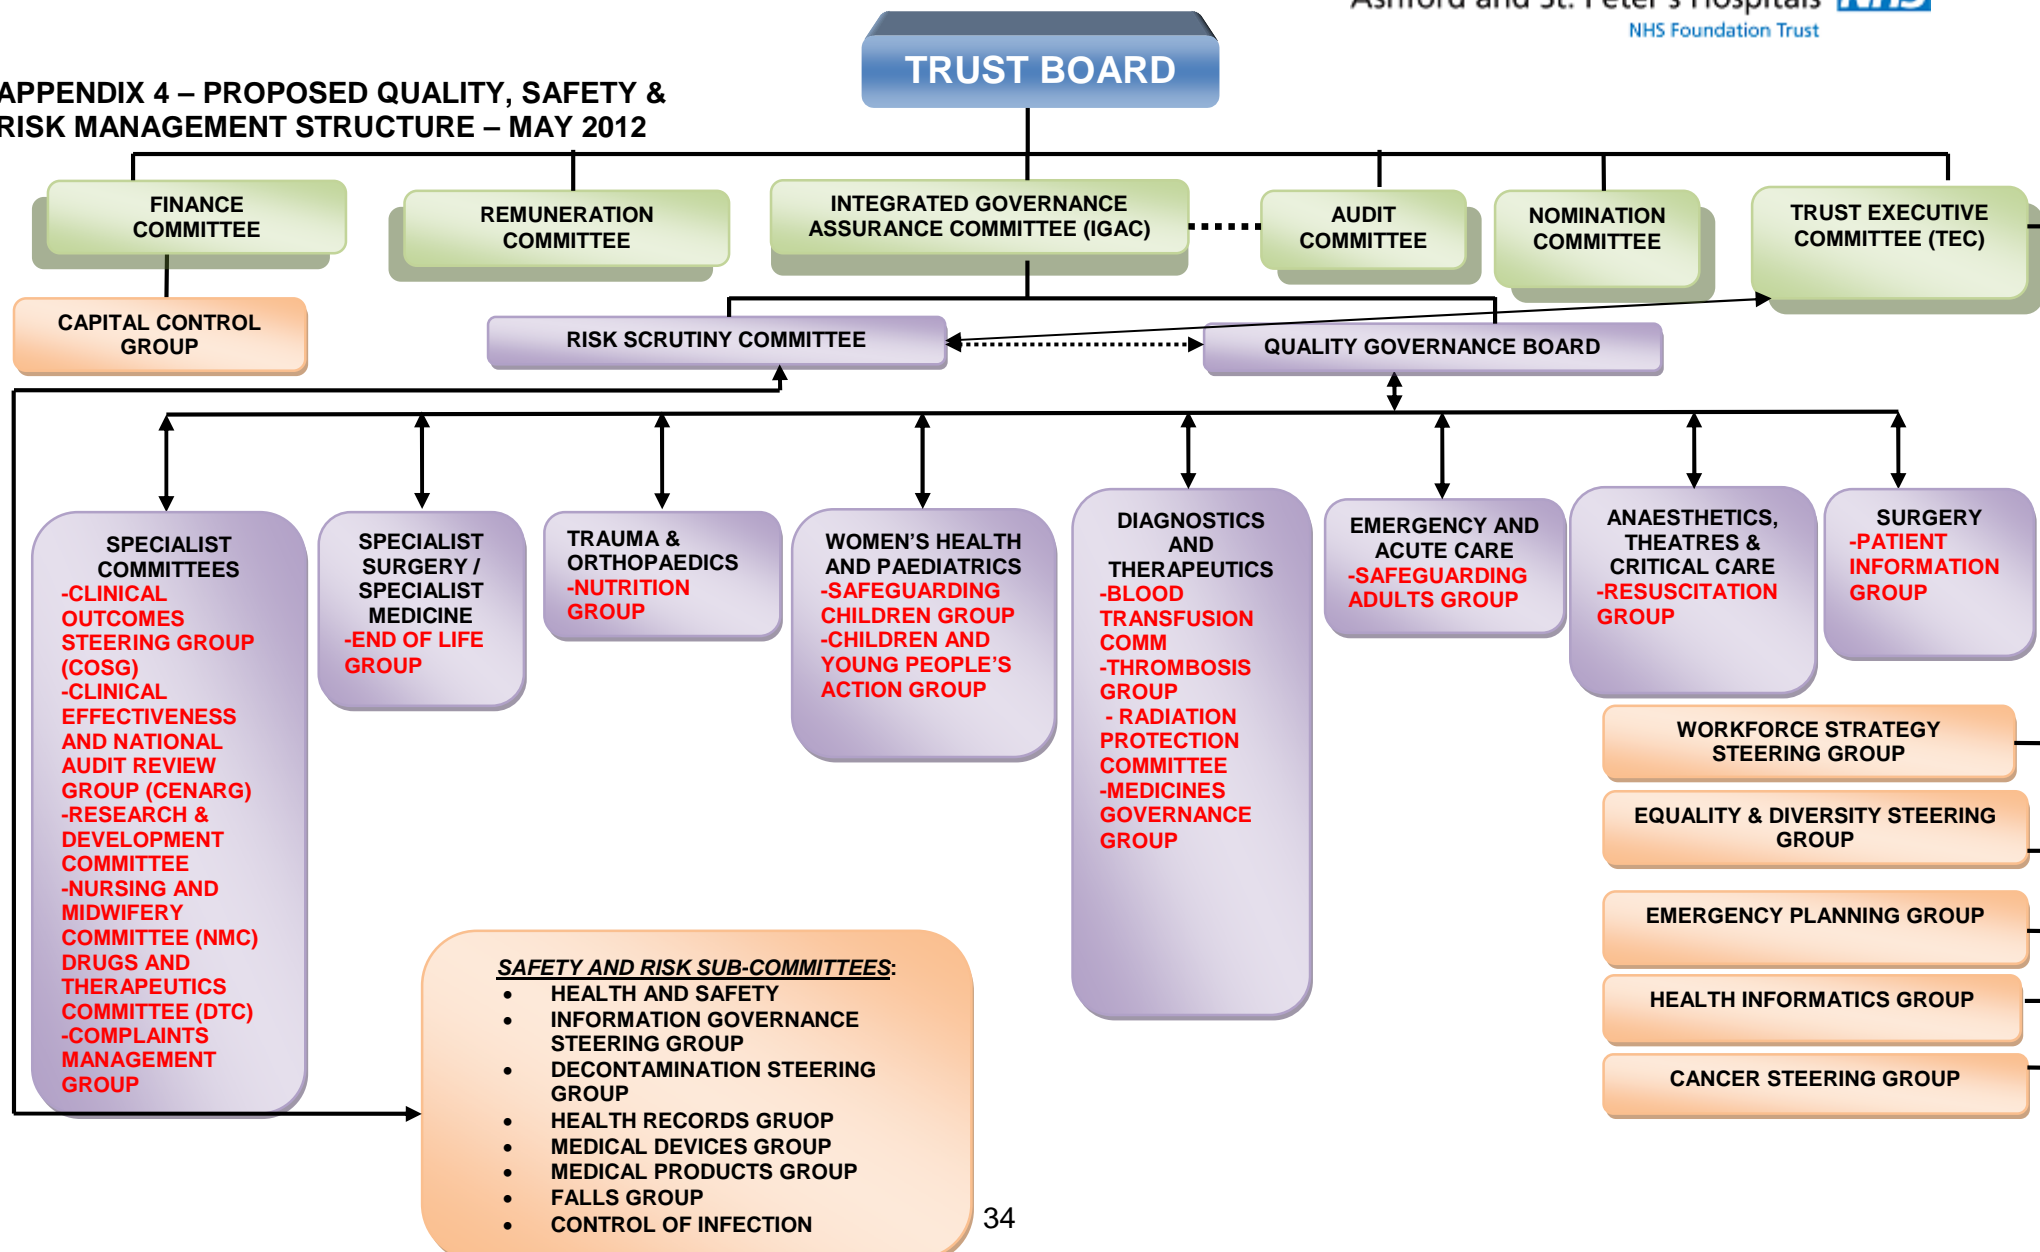 Ashford and St. Peter's Hospitals NHS
NHS Foundation Trust
TRUST BOARD
APPENDIX 4 – PROPOSED QUALITY, SAFETY &
RISK MANAGEMENT STRUCTURE – MAY 2012
FINANCE
COMMITTEE
REMUNERATION
COMMITTEE
INTEGRATED GOVERNANCE
ASSURANCE COMMITTEE (IGAC)
AUDIT
COMMITTEE
NOMINATION
COMMITTEE
TRUST EXECUTIVE
COMMITTEE (TEC)
CAPITAL CONTROL
GROUP
RISK SCRUTINY COMMITTEE
QUALITY GOVERNANCE BOARD
SPECIALIST
COMMITTEES
-CLINICAL
OUTCOMES
STEERING GROUP
(COSG)
-CLINICAL
EFFECTIVENESS
AND NATIONAL
AUDIT REVIEW
GROUP (CENARG)
-RESEARCH &
DEVELOPMENT
COMMITTEE
-NURSING AND
MIDWIFERY
COMMITTEE (NMC)
DRUGS AND
THERAPEUTICS
COMMITTEE (DTC)
-COMPLAINTS
MANAGEMENT
GROUP
SPECIALIST
SURGERY /
SPECIALIST
MEDICINE
-END OF LIFE
GROUP
TRAUMA &
ORTHOPAEDICS
-NUTRITION
GROUP
WOMEN'S HEALTH
AND PAEDIATRICS
-SAFEGUARDING
CHILDREN GROUP
-CHILDREN AND
YOUNG PEOPLE'S
ACTION GROUP
DIAGNOSTICS
AND
THERAPEUTICS
-BLOOD
TRANSFUSION
COMM
-THROMBOSIS
GROUP
- RADIATION
PROTECTION
COMMITTEE
-MEDICINES
GOVERNANCE
GROUP
EMERGENCY AND
ACUTE CARE
-SAFEGUARDING
ADULTS GROUP
ANAESTHETICS,
THEATRES &
CRITICAL CARE
-RESUSCITATION
GROUP
SURGERY
-PATIENT
INFORMATION
GROUP
WORKFORCE STRATEGY
STEERING GROUP
EQUALITY & DIVERSITY STEERING
GROUP
EMERGENCY PLANNING GROUP
HEALTH INFORMATICS GROUP
CANCER STEERING GROUP
SAFETY AND RISK SUB-COMMITTEES:
• HEALTH AND SAFETY
• INFORMATION GOVERNANCE
STEERING GROUP
• DECONTAMINATION STEERING
GROUP
• HEALTH RECORDS GRUOP
• MEDICAL DEVICES GROUP
• MEDICAL PRODUCTS GROUP
• FALLS GROUP
• CONTROL OF INFECTION
34